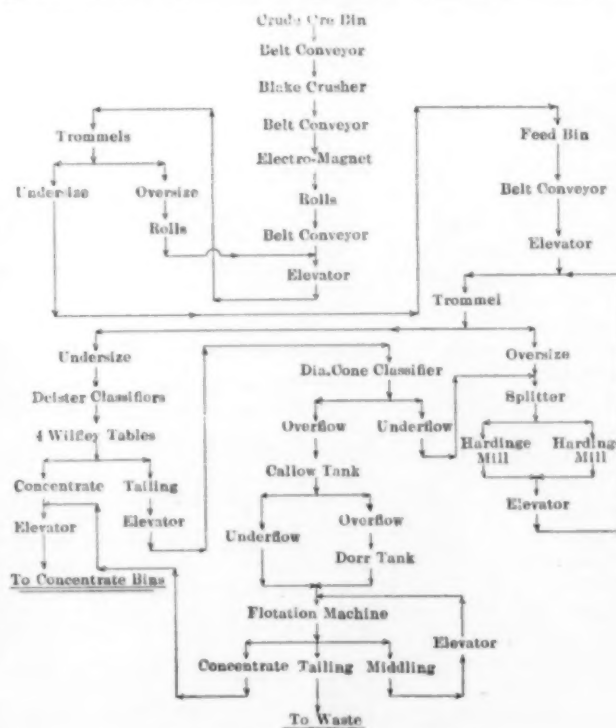 Crude Ore Bin
Belt Conveyor
Blake Crusher
Belt Conveyor
Electro-Magnet
Rolls
Belt Conveyor
Elevator
Trommels
Undersize
Oversize
Rolls
Feed Bin
Belt Conveyor
Elevator
Trommel
Undersize
Deister Classifiers
4 Wilfley Tables
Concentrate
Tailing
Elevator
Elevator
To Concentrate Bins
Dia. Cone Classifier
Overflow
Underflow
Callow Tank
Underflow
Overflow
Dorr Tank
Flotation Machine
Concentrate
Tailing
Middling
Elevator
To Waste
Oversize
Splitter
Hardinge
Mill
Hardinge
Mill
Elevator